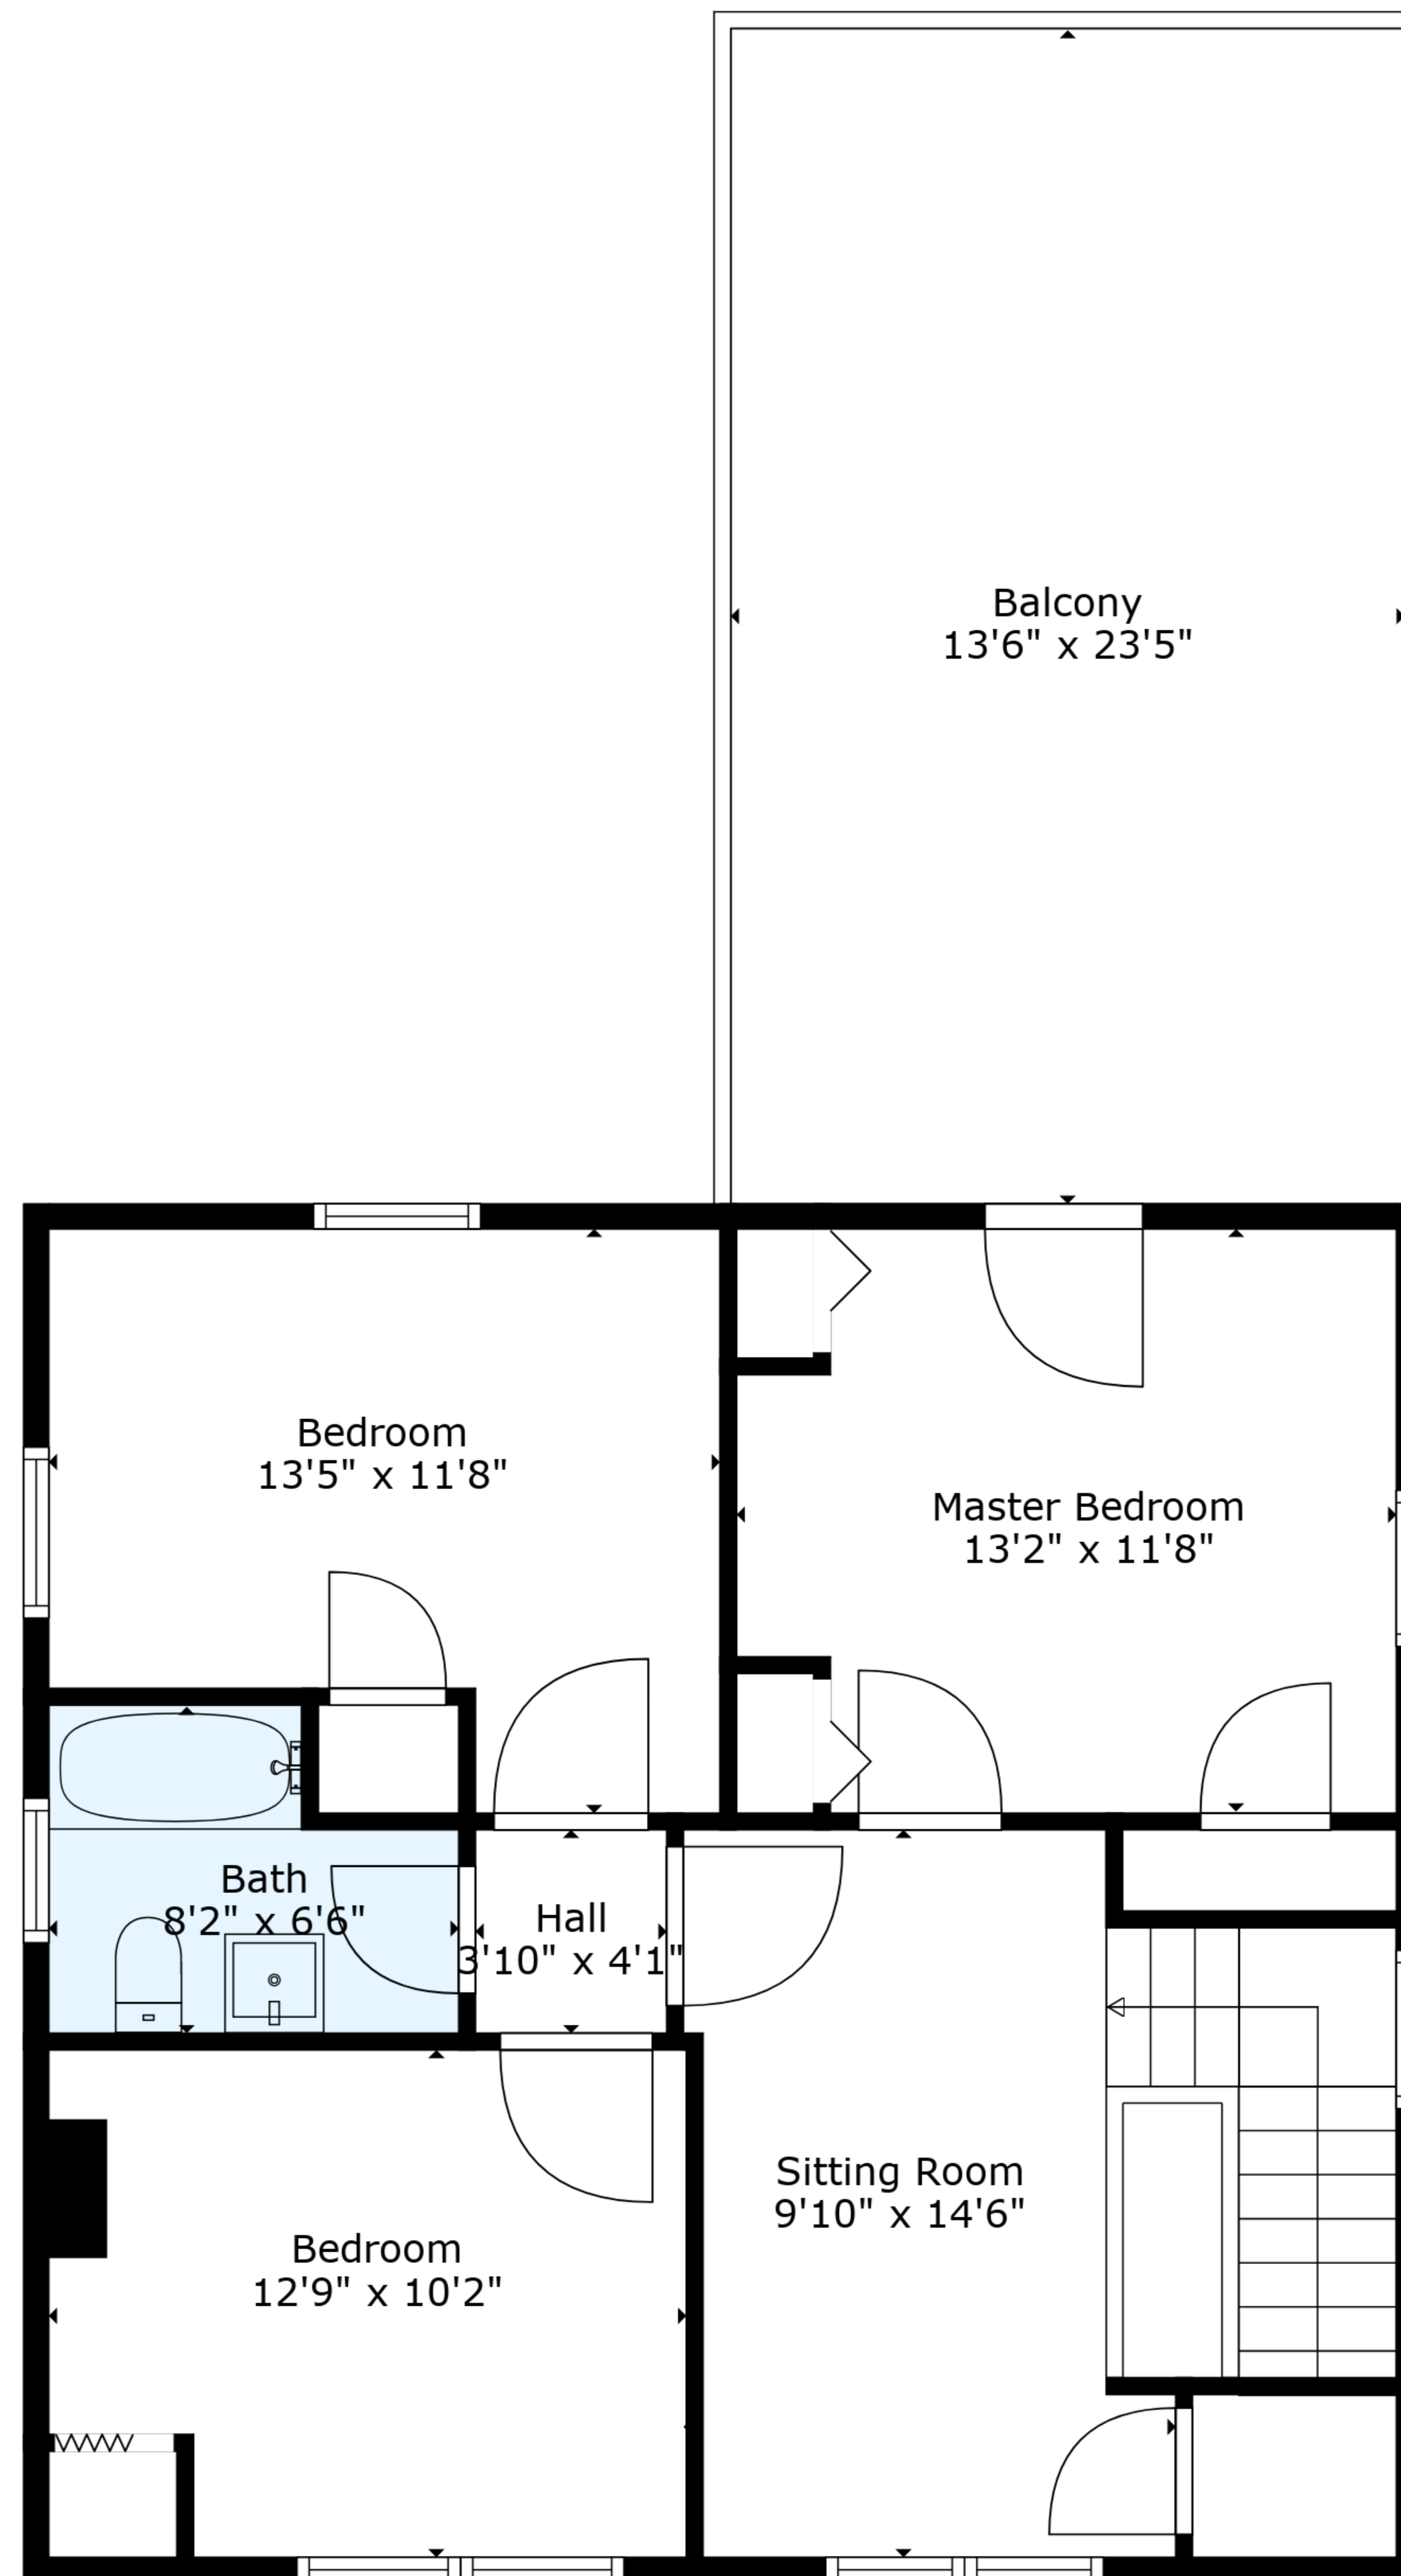 Balcony
13'6" x 23'5"
Bedroom
13'5" x 11'8"
Master Bedroom
13'2" x 11'8"
Bath
8'2" x 6'6"
Hall
3'10" x 4'1"
Sitting Room
9'10" x 14'6"
Bedroom
12'9" x 10'2"